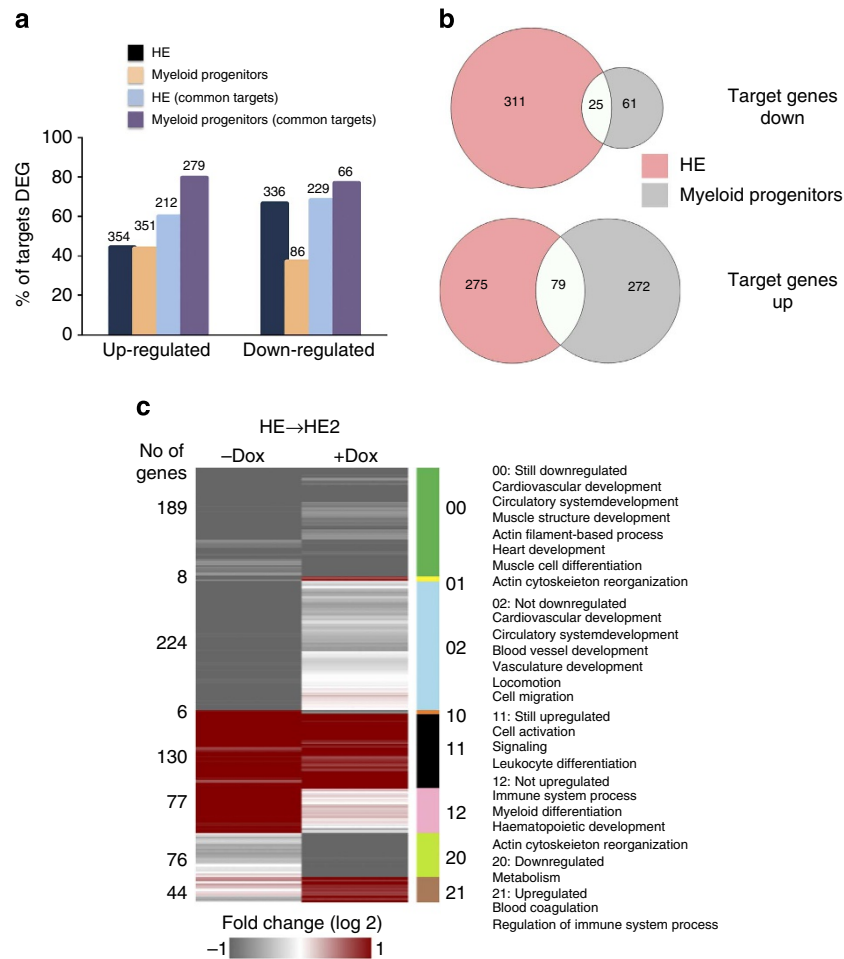 a
HE
Myeloid progenitors
HE (common targets)
Myeloid progenitors (common targets)
% of targets DEG
100
80
60
40
20
0
354
351
212
279
336
86
229
66
Up-regulated
Down-regulated
b
311
25
61
Target genes
down
HE
Myeloid progenitors
275
79
272
Target genes
up
c
HE→HE2
No of
genes
–Dox
+Dox
189
8
224
6
130
77
76
44
00
01
02
10
11
12
20
21
00: Still downregulated
Cardiovascular development
Circulatory systemdevelopment
Muscle structure development
Actin filament-based process
Heart development
Muscle cell differentiation
Actin cytoskieton reorganization
02: Not downregulated
Cardiovascular development
Circulatory systemdevelopment
Blood vessel development
Vasculature development
Locomotion
Cell migration
11: Still upregulated
Cell activation
Signaling
Leukocyte differentiation
12: Not upregulated
Immune system process
Myeloid differentiation
Haematopoietic development
Actin cytoskieton reorganization
20: Downregulated
Metabolism
21: Upregulated
Blood coagulation
Regulation of immune system process
Fold change (log 2)
–1
1